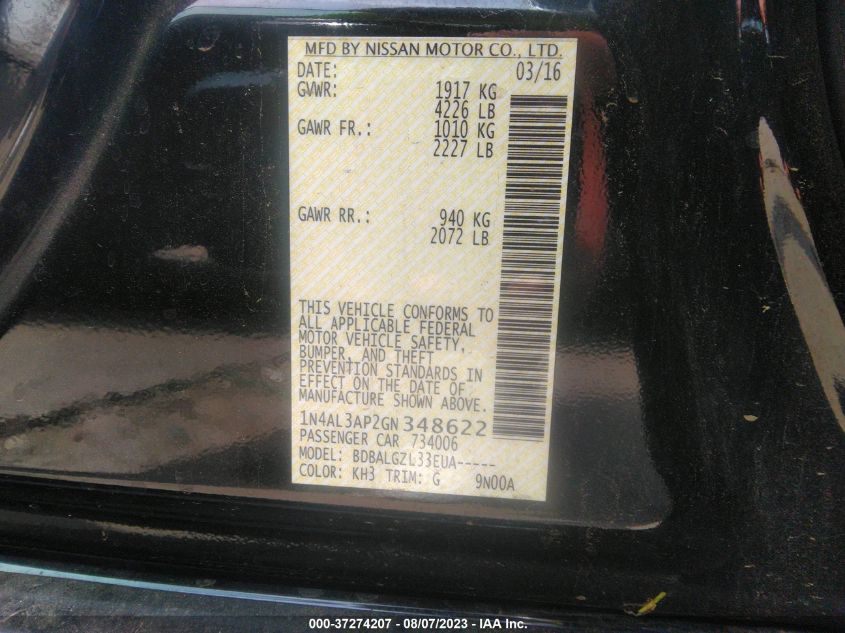 MFD BY NISSAN MOTOR CO., LTD.
DATE: 03/16
GVWR: 1917 KG
4226 LB
GAWR FR.: 1010 KG
2227 LB
GAWR RR.: 940 KG
2072 LB
THIS VEHICLE CONFORMS TO
ALL APPLICABLE FEDERAL
MOTOR VEHICLE SAFETY,
BUMPER, AND THEFT
PREVENTION STANDARDS IN
EFFECT ON THE DATE OF
MANUFACTURE SHOWN ABOVE.
1N4AL3AP2GN348622
PASSENGER CAR 734006
MODEL: BDBALGZL33EUA-----
COLOR: KH3 TRIM: G 9N00A
000-37274207 - 08/07/2023 - IAA Inc.